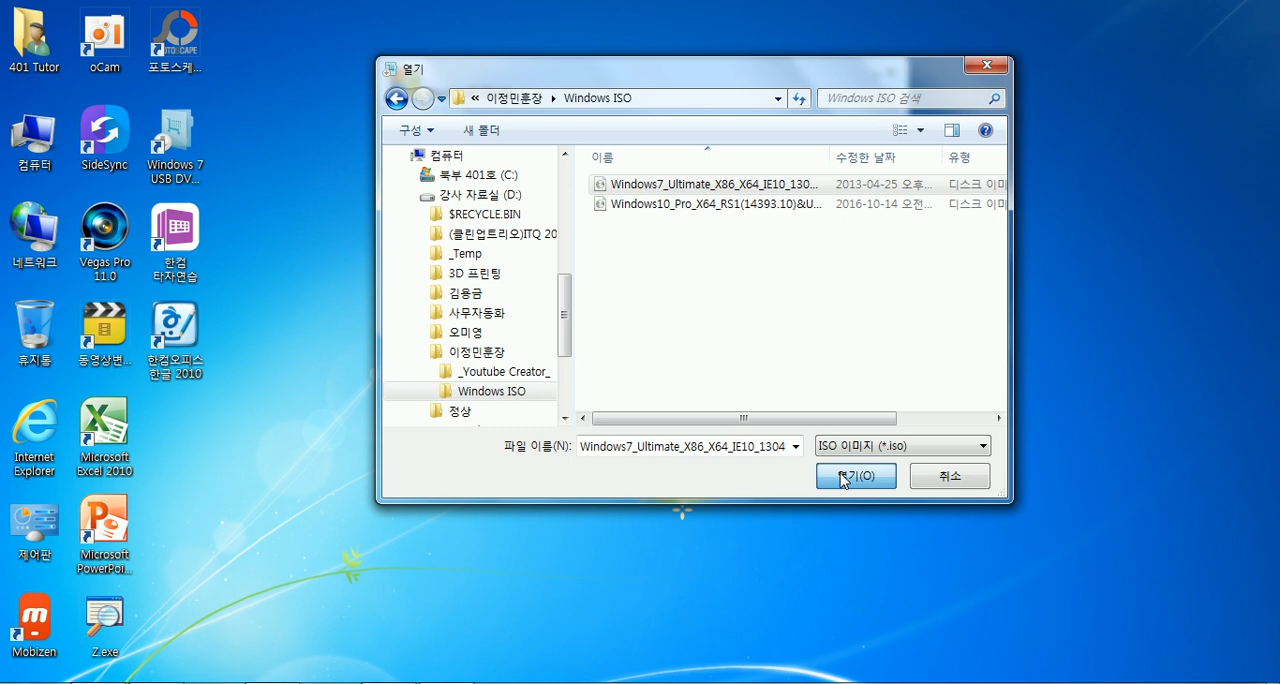 401 Tutor
oCam
포토스케...
컴퓨터
SideSync
Windows 7
USB DV...
네트워크
Vegas Pro
11.0
한컴
타자연습
휴지통
동영상변...
한컴오피스
한글 2010
Internet
Explorer
Microsoft
Excel 2010
제어판
Microsoft
PowerPoi...
Mobizen
Z.exe
열기
« 이정민훈장 ▸ Windows ISO
Windows ISO 검색
구성 새 폴더
컴퓨터
북부 401호 (C:)
강사 자료실 (D:)
$RECYCLE.BIN
(클린업트리오)ITQ 20
_Temp
3D 프린팅
김용금
사무자동화
오미영
이정민훈장
_Youtube Creator_
Windows ISO
정상
이름 수정한 날짜 유형
Windows7_Ultimate_X86_X64_IE10_130... 2013-04-25 오후... 디스크 이미
Windows10_Pro_X64_RS1(14393.10)&U... 2016-10-14 오전... 디스크 이미
파일 이름(N): Windows7_Ultimate_X86_X64_IE10_1304 ISO 이미지 (*.iso)
열기(O) 취소